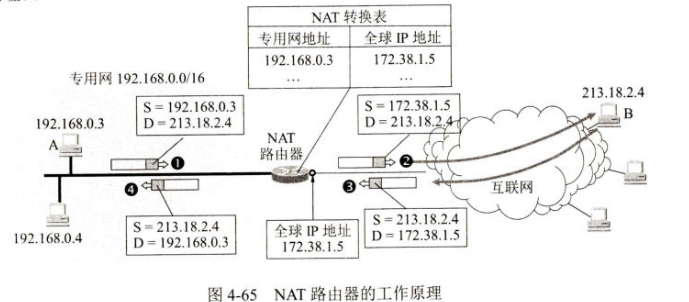 NAT 转换表
专用网地址 全球 IP 地址
192.168.0.3 172.38.1.5
… …
专用网 192.168.0.0/16
213.18.2.4
B
S = 192.168.0.3
D = 213.18.2.4
S = 172.38.1.5
D = 213.18.2.4
192.168.0.3
A
NAT
路由器
❶
❷
❹
❸
互联网
192.168.0.4
S = 213.18.2.4
D = 192.168.0.3
全球 IP 地址
172.38.1.5
S = 213.18.2.4
D = 172.38.1.5
图 4-65 NAT 路由器的工作原理